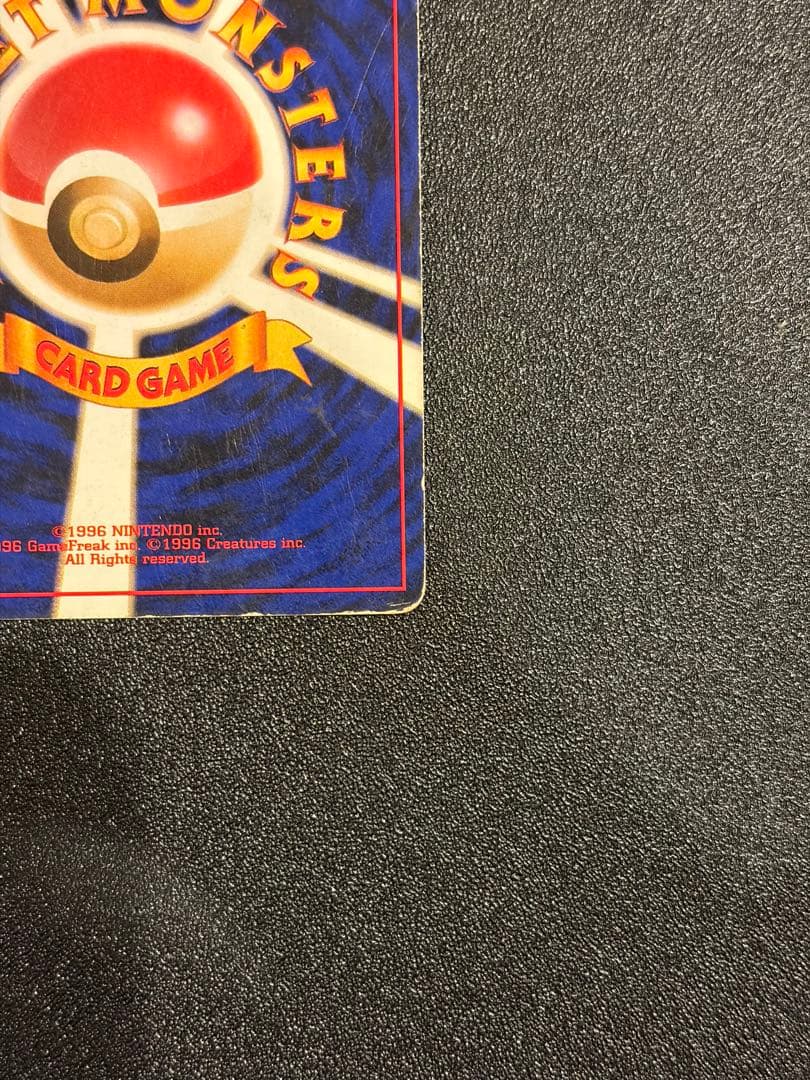 ET MONSTERS
CARD GAME
©1996 NINTENDO inc.
96 GameFreak inc. ©1996 Creatures inc.
All Rights reserved.